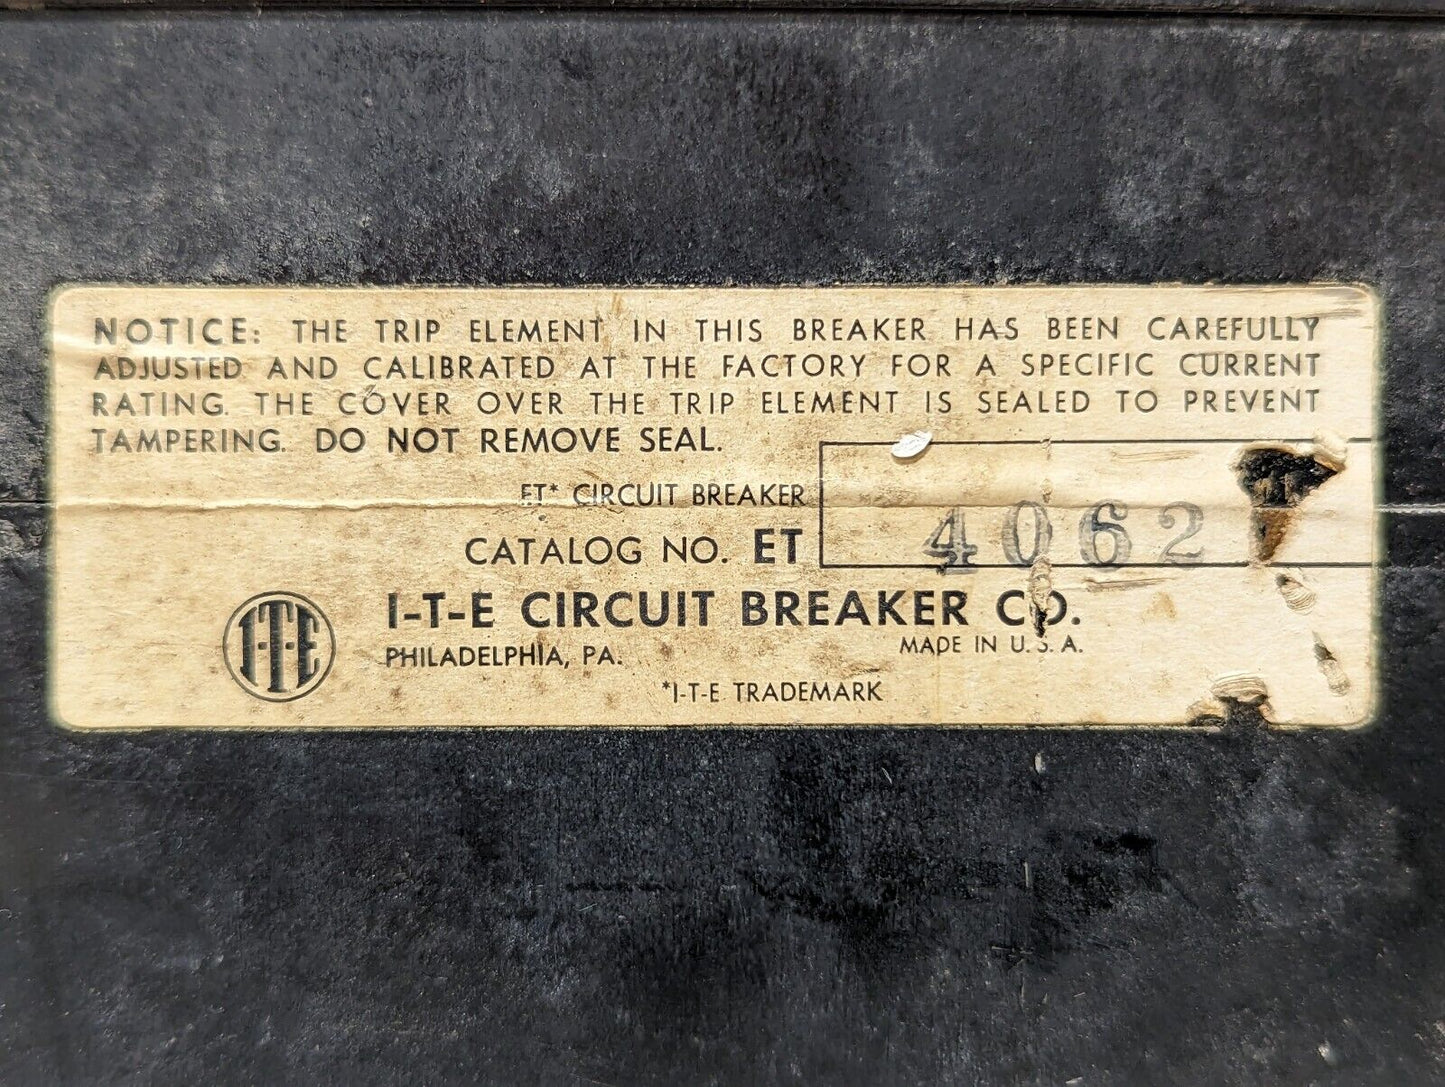 NOTICE: THE TRIP ELEMENT IN THIS BREAKER HAS BEEN CAREFULLY
ADJUSTED AND CALIBRATED AT THE FACTORY FOR A SPECIFIC CURRENT
RATING. THE COVER OVER THE TRIP ELEMENT IS SEALED TO PREVENT
TAMPERING. DO NOT REMOVE SEAL.
ET* CIRCUIT BREAKER
CATALOG NO. ET 4062
I-T-E
I-T-E CIRCUIT BREAKER CO.
PHILADELPHIA, PA.
MADE IN U.S.A.
*I-T-E TRADEMARK